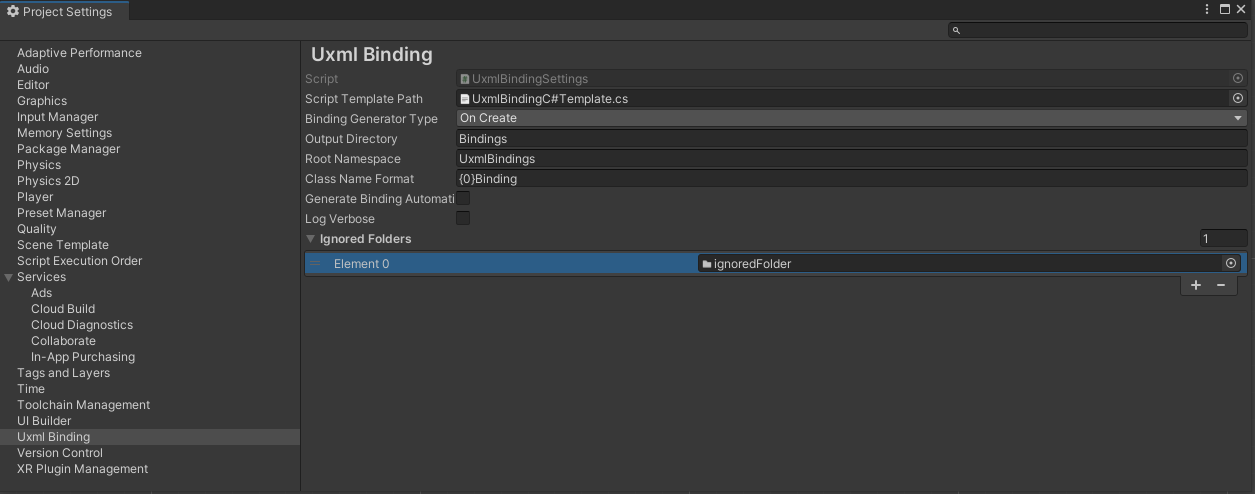 Project Settings
Adaptive Performance
Audio
Editor
Graphics
Input Manager
Memory Settings
Package Manager
Physics
Physics 2D
Player
Preset Manager
Quality
Scene Template
Script Execution Order
Services
Ads
Cloud Build
Cloud Diagnostics
Collaborate
In-App Purchasing
Tags and Layers
Time
Toolchain Management
UI Builder
Uxml Binding
Version Control
XR Plugin Management
Uxml Binding
Script UxmlBindingSettings
Script Template Path UxmlBindingC#Template.cs
Binding Generator Type On Create
Output Directory Bindings
Root Namespace UxmlBindings
Class Name Format {0}Binding
Generate Binding Automati
Log Verbose
Ignored Folders 1
Element 0 ignoredFolder